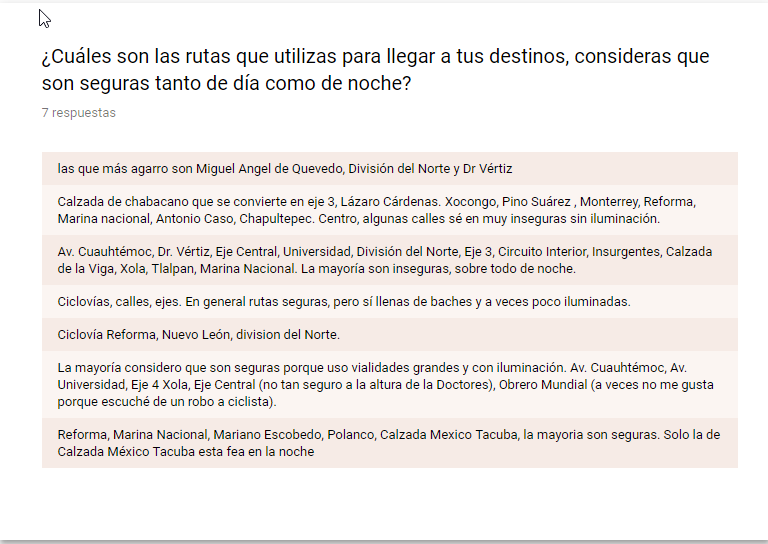 ¿Cuáles son las rutas que utilizas para llegar a tus destinos, consideras que
son seguras tanto de día como de noche?
7 respuestas
las que más agarro son Miguel Angel de Quevedo, División del Norte y Dr Vértiz
Calzada de chabacano que se convierte en eje 3, Lázaro Cárdenas. Xocongo, Pino Suárez , Monterrey, Reforma,
Marina nacional, Antonio Caso, Chapultepec. Centro, algunas calles sé en muy inseguras sin iluminación.
Av. Cuauhtémoc, Dr. Vértiz, Eje Central, Universidad, División del Norte, Eje 3, Circuito Interior, Insurgentes, Calzada
de la Viga, Xola, Tlalpan, Marina Nacional. La mayoría son inseguras, sobre todo de noche.
Ciclovías, calles, ejes. En general rutas seguras, pero sí llenas de baches y a veces poco iluminadas.
Ciclovía Reforma, Nuevo León, division del Norte.
La mayoría considero que son seguras porque uso vialidades grandes y con iluminación. Av. Cuauhtémoc, Av.
Universidad, Eje 4 Xola, Eje Central (no tan seguro a la altura de la Doctores), Obrero Mundial (a veces no me gusta
porque escuché de un robo a ciclista).
Reforma, Marina Nacional, Mariano Escobedo, Polanco, Calzada Mexico Tacuba, la mayoria son seguras. Solo la de
Calzada México Tacuba esta fea en la noche